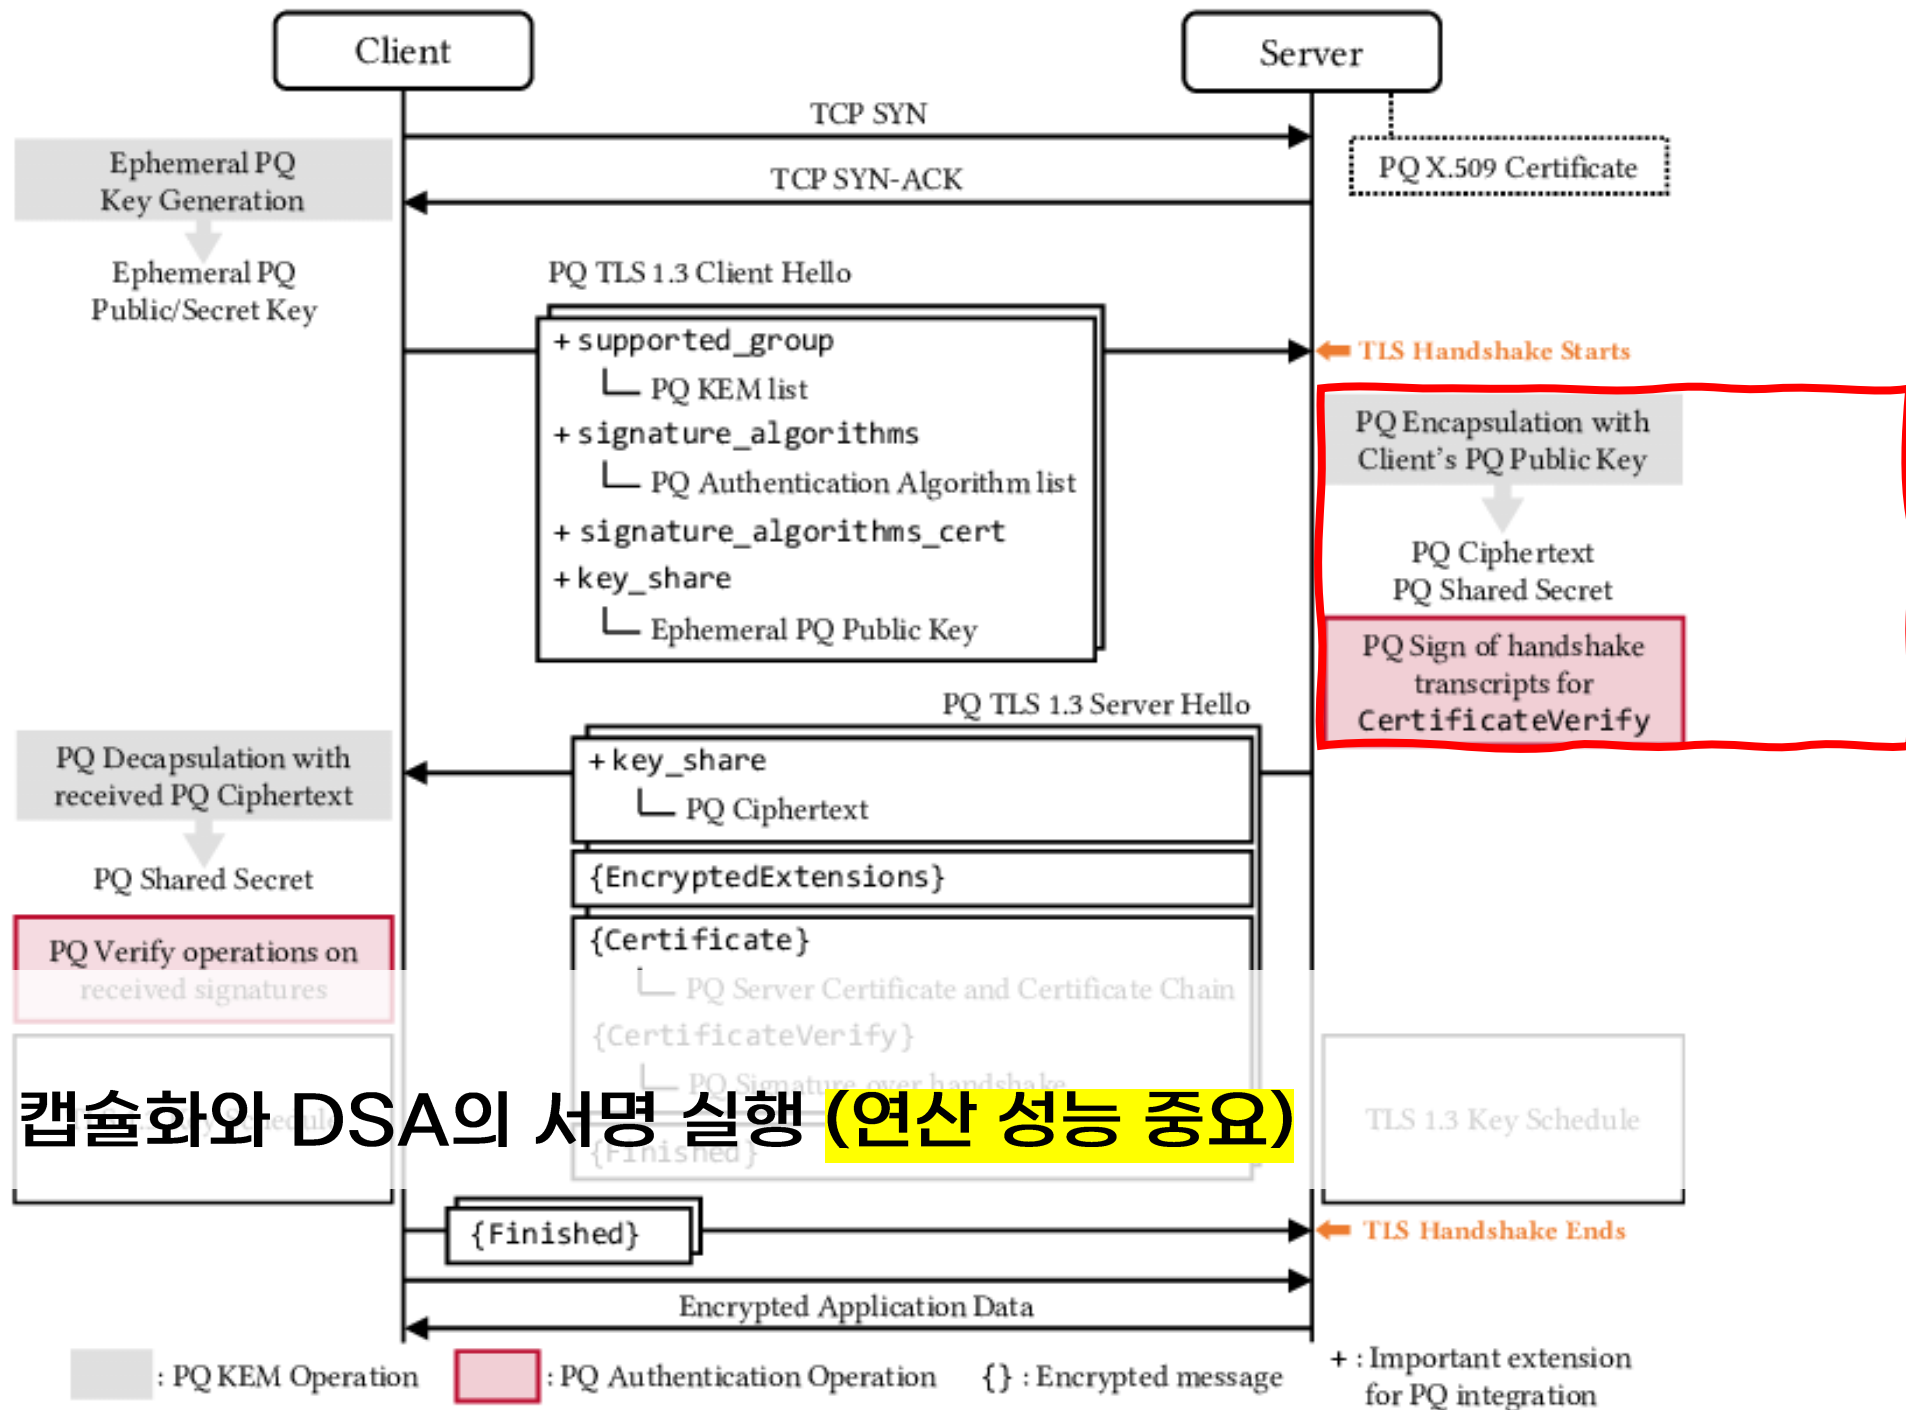 Client
Server
TCP SYN
PQ X.509 Certificate
Ephemeral PQ
Key Generation
TCP SYN-ACK
Ephemeral PQ
Public/Secret Key
PQ TLS 1.3 Client Hello
+ supported_group
PQ KEM list
+ signature_algorithms
PQ Authentication Algorithm list
+ signature_algorithms_cert
+ key_share
Ephemeral PQ Public Key
TLS Handshake Starts
PQ Encapsulation with
Client's PQ Public Key
PQ Ciphertext
PQ Shared Secret
PQ Sign of handshake
transcripts for
CertificateVerify
PQ TLS 1.3 Server Hello
+ key_share
PQ Ciphertext
{EncryptedExtensions}
{Certificate}
PQ Server Certificate and Certificate Chain
{CertificateVerify}
PQ Signature over handshake
{Finished}
PQ Decapsulation with
received PQ Ciphertext
PQ Shared Secret
PQ Verify operations on
received signatures
캡슐화와 DSA의 서명 실행 (연산 성능 중요)
TLS 1.3 Key Schedule
{Finished}
TLS Handshake Ends
Encrypted Application Data
: PQ KEM Operation
: PQ Authentication Operation
{} : Encrypted message
+ : Important extension
for PQ integration